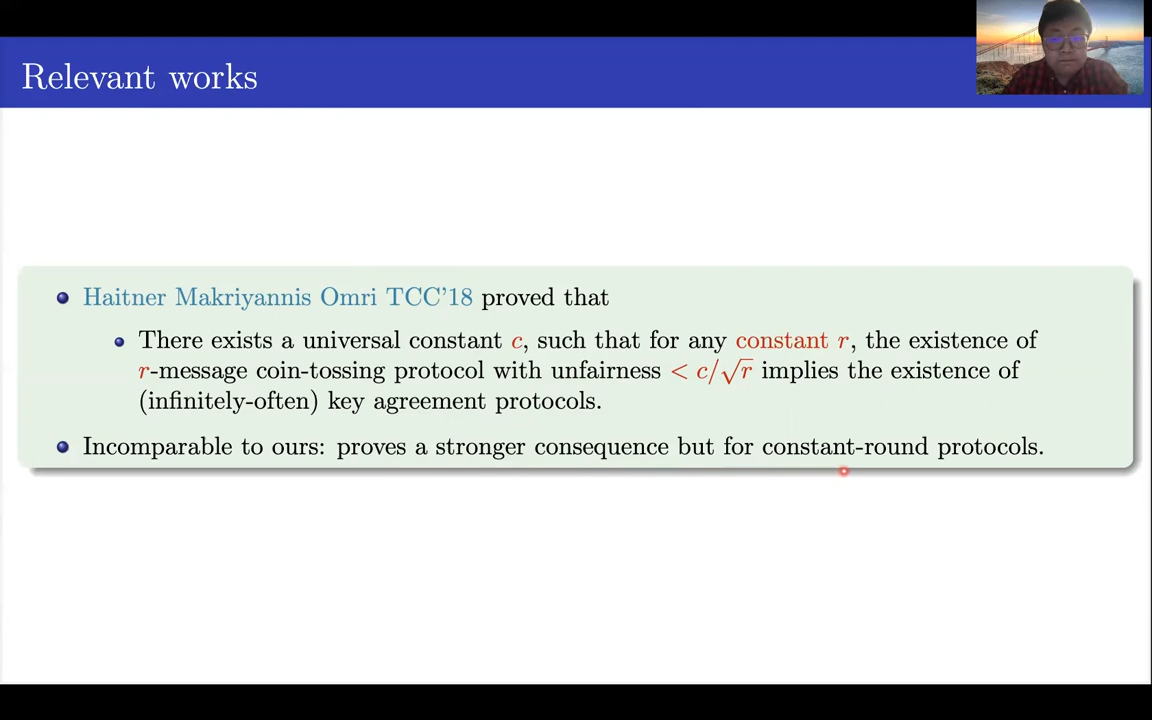 Relevant works
Haitner Makriyannis Omri TCC'18 proved that
There exists a universal constant c, such that for any constant r, the existence of
r-message coin-tossing protocol with unfairness < c/√r implies the existence of
(infinitely-often) key agreement protocols.
Incomparable to ours: proves a stronger consequence but for constant-round protocols.